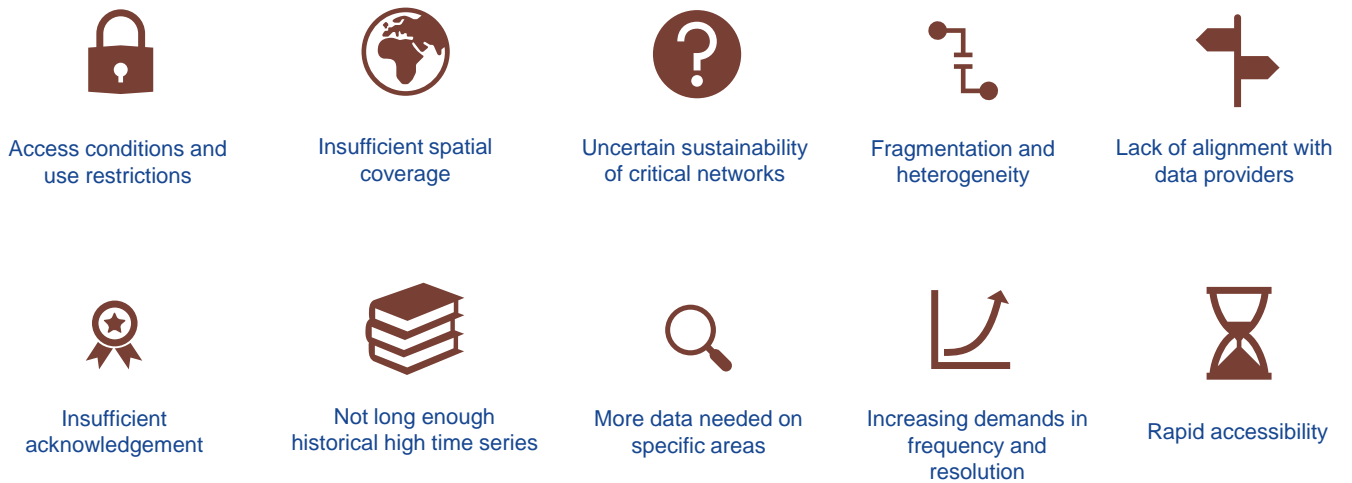 Access conditions and
use restrictions
Insufficient spatial
coverage
Uncertain sustainability
of critical networks
Fragmentation and
heterogeneity
Lack of alignment with
data providers
Insufficient
acknowledgement
Not long enough
historical high time series
More data needed on
specific areas
Increasing demands in
frequency and
resolution
Rapid accessibility